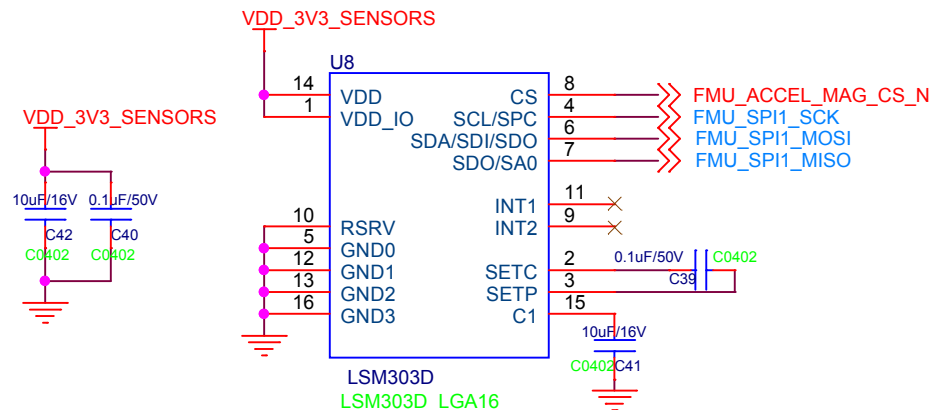 VDD_3V3_SENSORS
U8
14 VDD CS 8 FMU_ACCEL_MAG_CS_N
1 VDD_IO SCL/SPC 4 FMU_SPI1_SCK
SDA/SDI/SDO 6 FMU_SPI1_MOSI
SDO/SA0 7 FMU_SPI1_MISO
VDD_3V3_SENSORS
10uF/16V 0.1uF/50V
C42 C40
C0402 C0402
INT1 11
10 RSRV INT2 9
5 GND0
12 GND1 SETC 2 0.1uF/50V C39 C0402
13 GND2 SETP 3
16 GND3 C1 15
10uF/16V
C0402 C41
LSM303D
LSM303D_LGA16